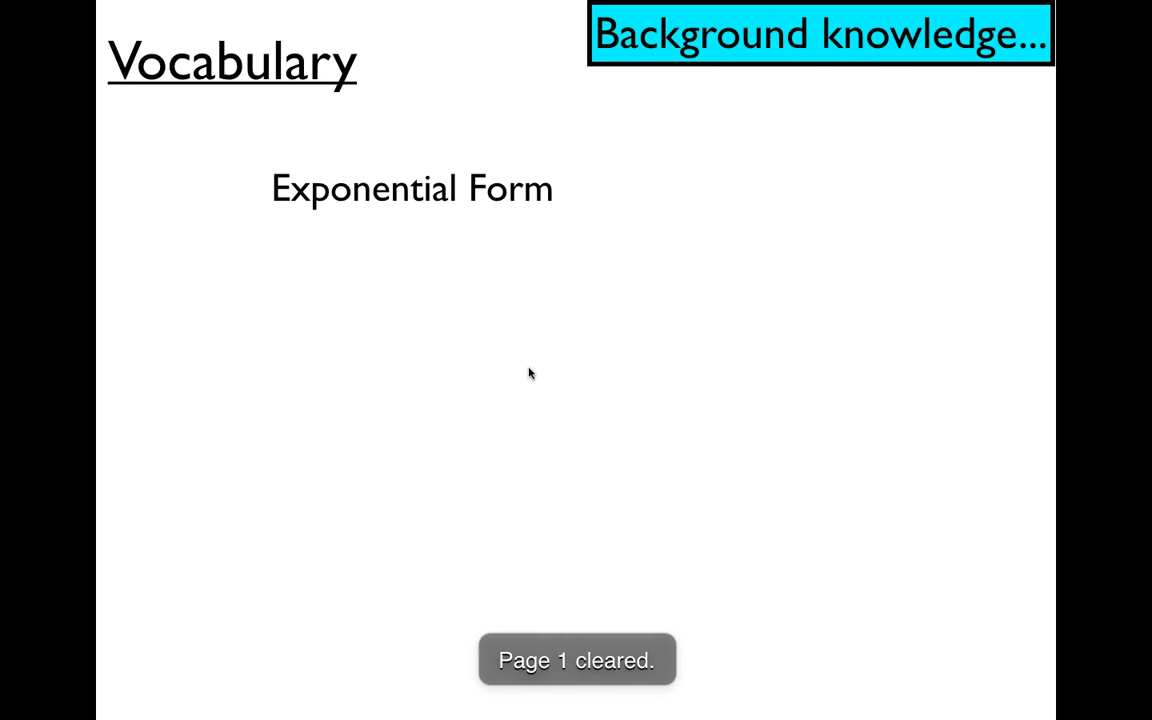 Background knowledge...
Vocabulary
Exponential Form
Page 1 cleared.